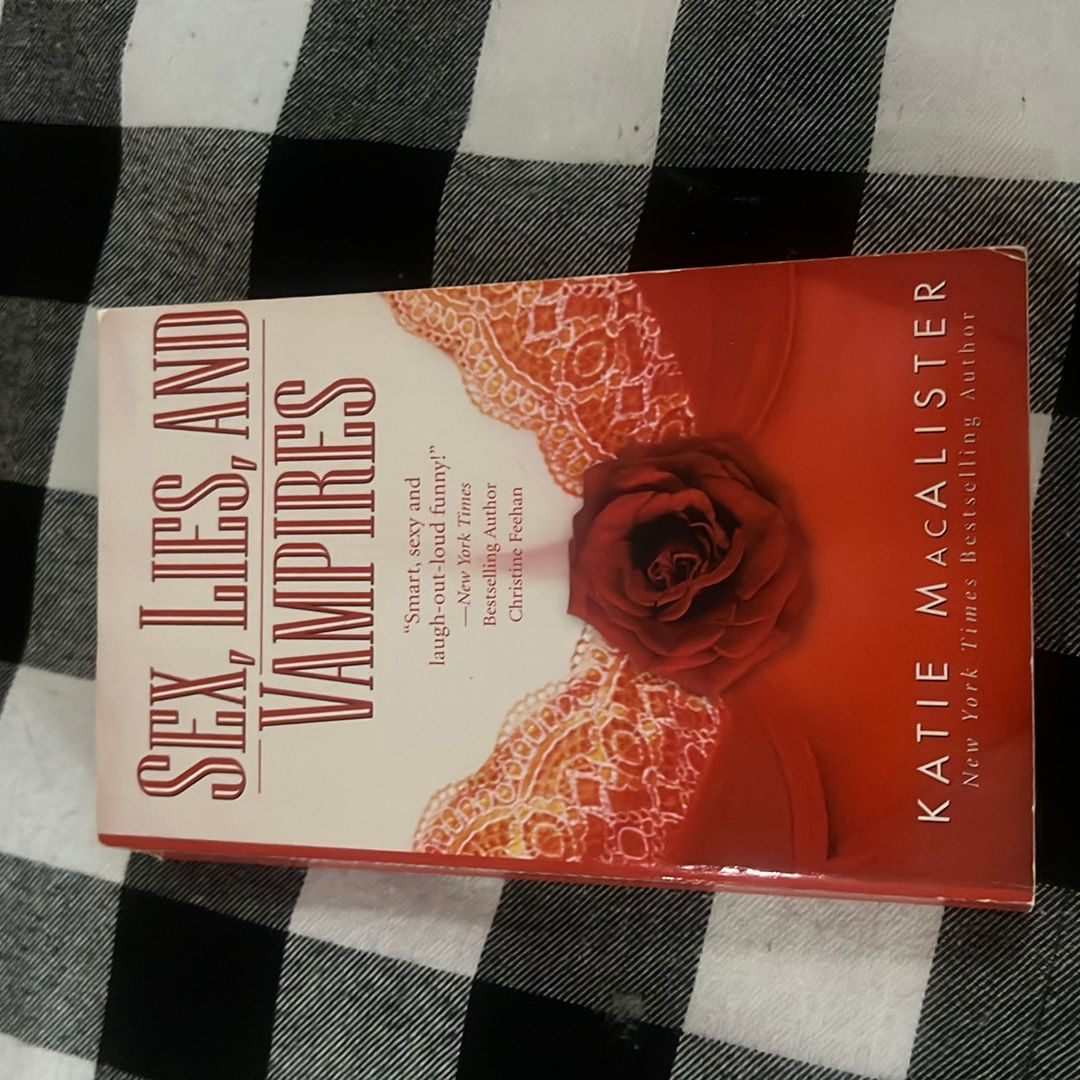 SEX, LIES, AND
VAMPIRES
“Smart, sexy and
laugh-out-loud funny!”
—New York Times
Bestselling Author
Christine Feehan
KATIE MACALISTER
New York Times Bestselling Author